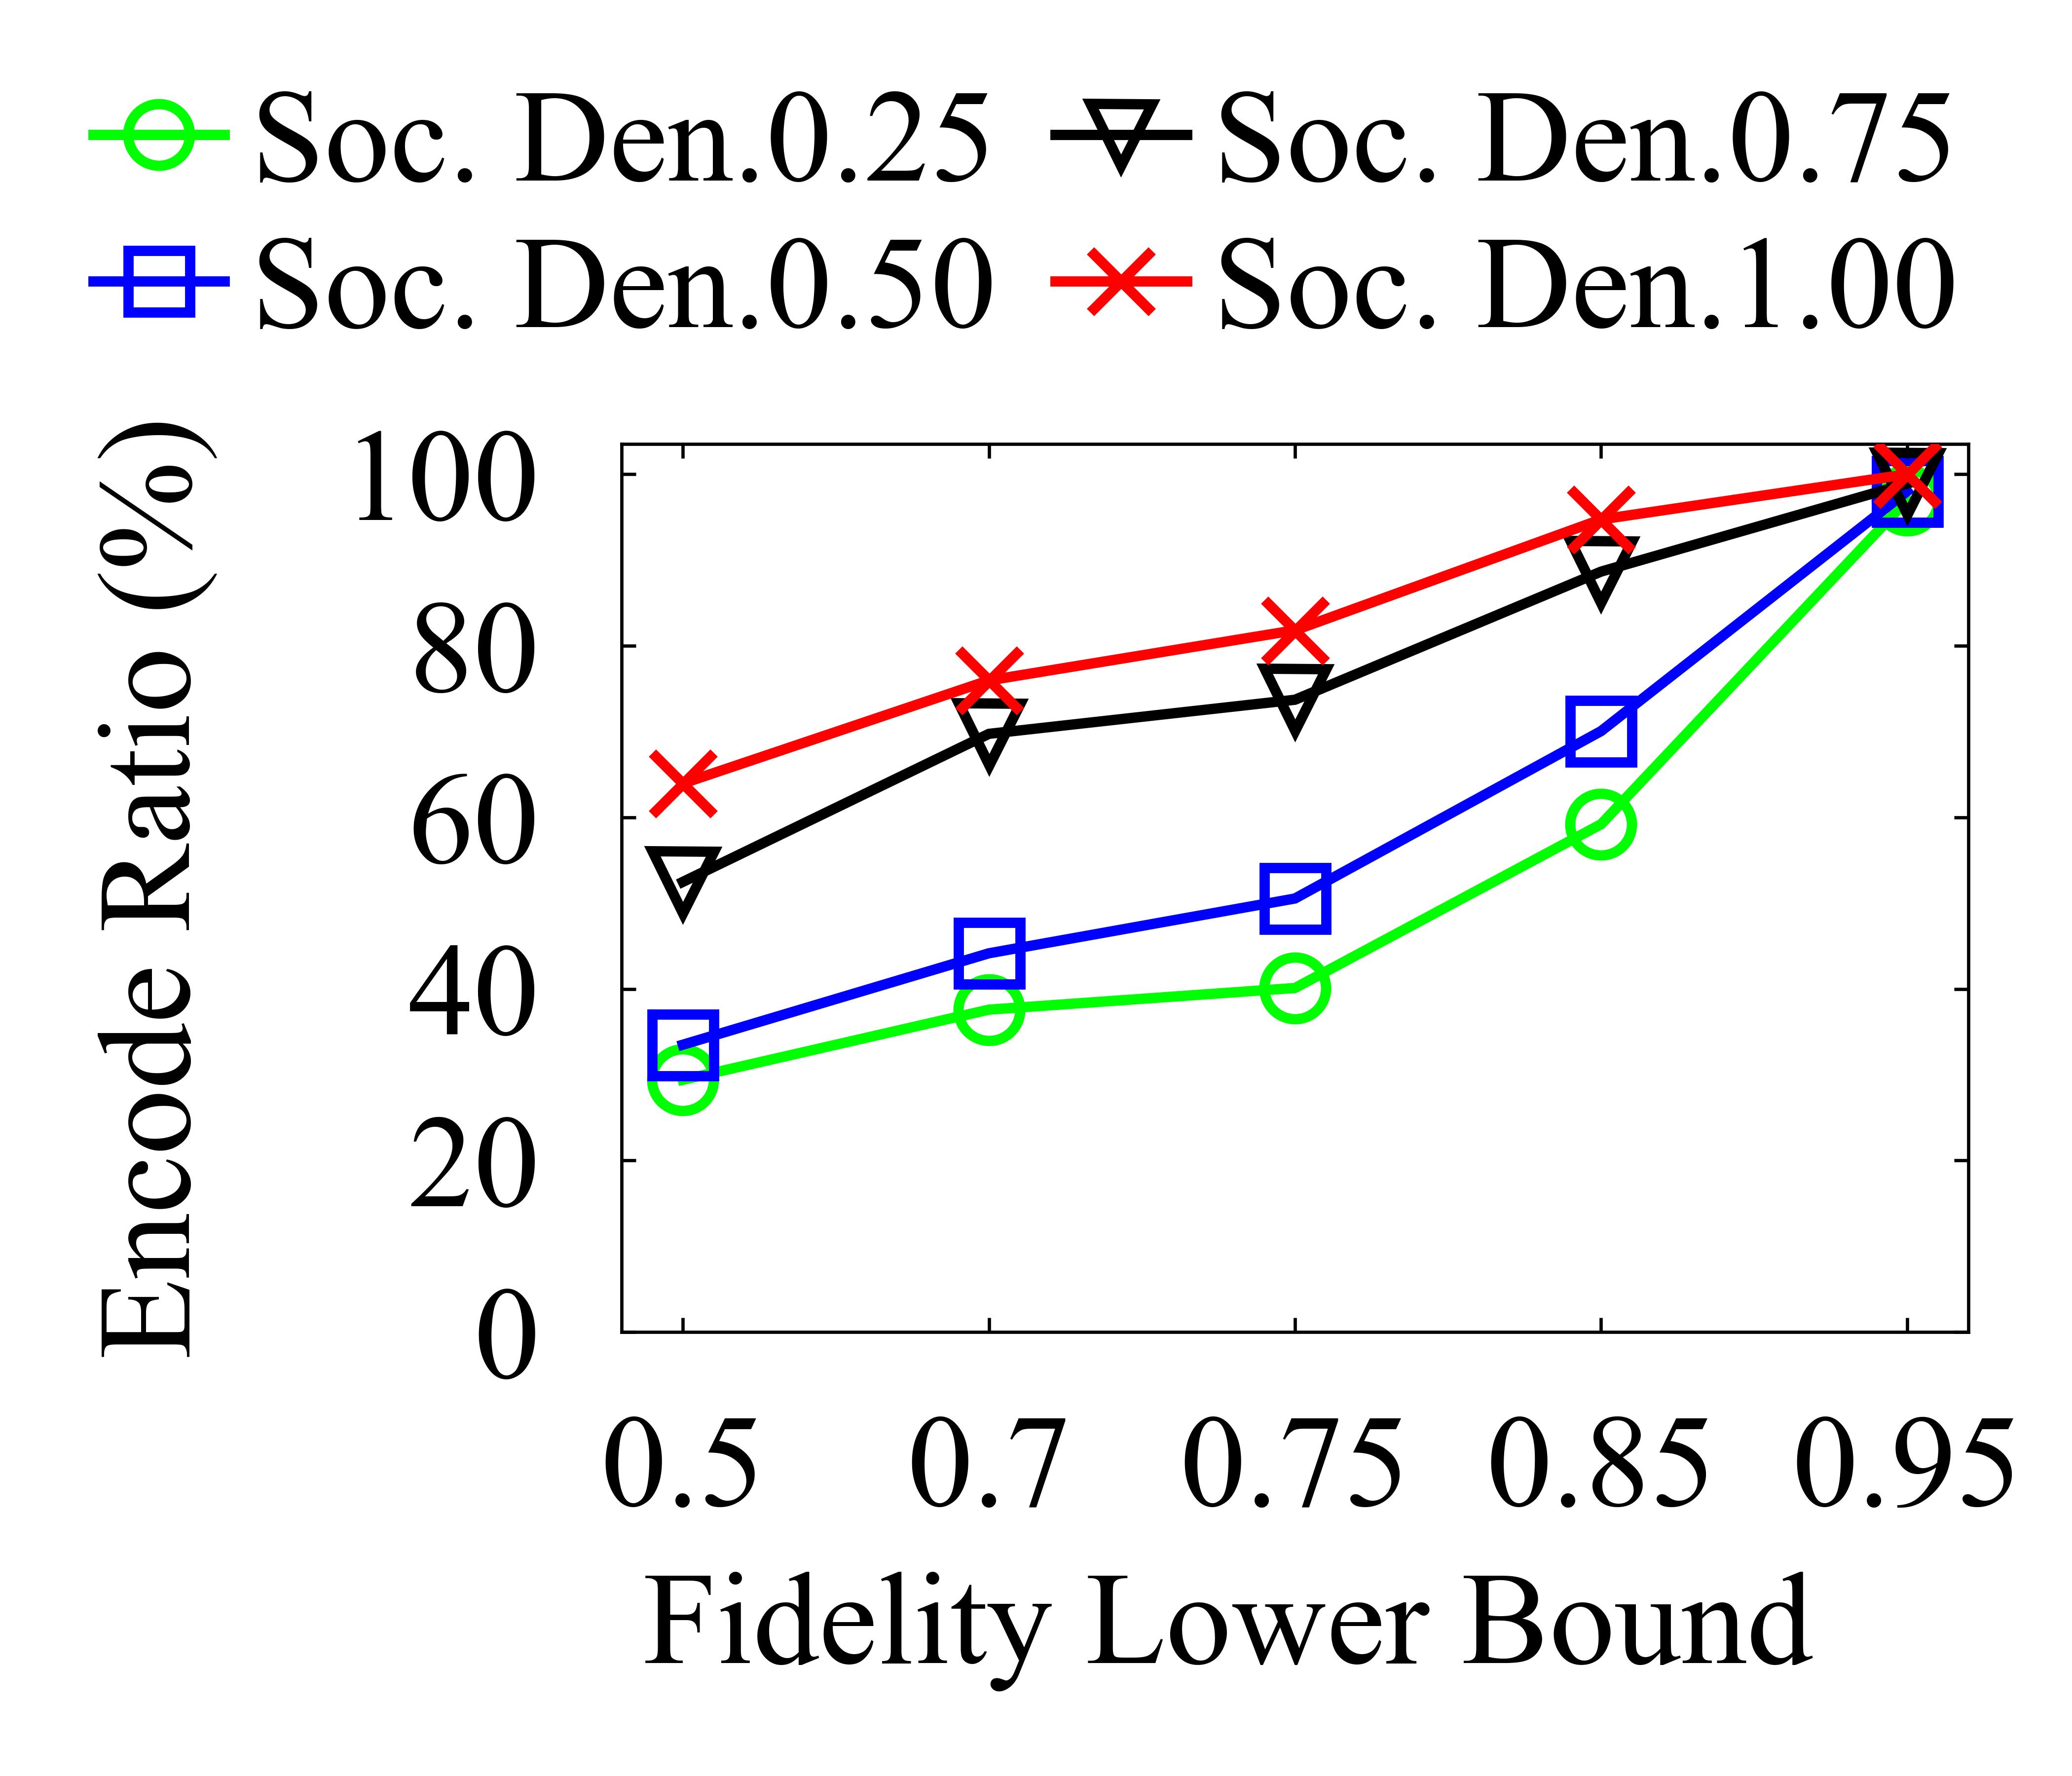 Soc. Den.0.25 Soc. Den.0.75
Soc. Den.0.50 Soc. Den.1.00
Encode Ratio (%)
100
80
60
40
20
0
0.5 0.7 0.75 0.85 0.95
Fidelity Lower Bound